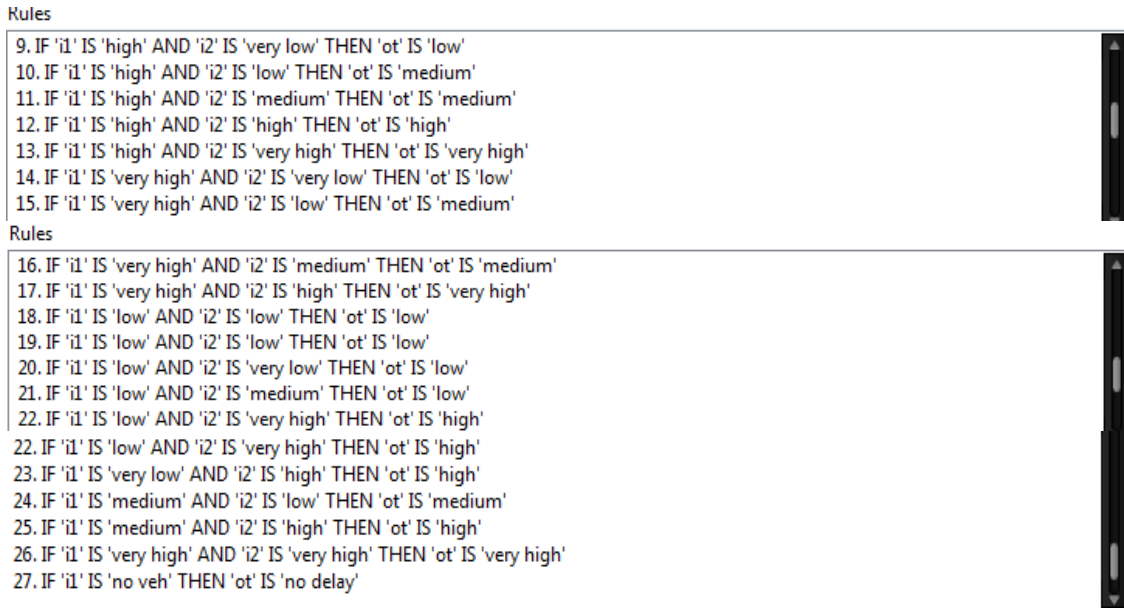 Rules
9. IF 'i1' IS 'high' AND 'i2' IS 'very low' THEN 'ot' IS 'low'
10. IF 'i1' IS 'high' AND 'i2' IS 'low' THEN 'ot' IS 'medium'
11. IF 'i1' IS 'high' AND 'i2' IS 'medium' THEN 'ot' IS 'medium'
12. IF 'i1' IS 'high' AND 'i2' IS 'high' THEN 'ot' IS 'high'
13. IF 'i1' IS 'high' AND 'i2' IS 'very high' THEN 'ot' IS 'very high'
14. IF 'i1' IS 'very high' AND 'i2' IS 'very low' THEN 'ot' IS 'low'
15. IF 'i1' IS 'very high' AND 'i2' IS 'low' THEN 'ot' IS 'medium'
Rules
16. IF 'i1' IS 'very high' AND 'i2' IS 'medium' THEN 'ot' IS 'medium'
17. IF 'i1' IS 'very high' AND 'i2' IS 'high' THEN 'ot' IS 'very high'
18. IF 'i1' IS 'low' AND 'i2' IS 'low' THEN 'ot' IS 'low'
19. IF 'i1' IS 'low' AND 'i2' IS 'low' THEN 'ot' IS 'low'
20. IF 'i1' IS 'low' AND 'i2' IS 'very low' THEN 'ot' IS 'low'
21. IF 'i1' IS 'low' AND 'i2' IS 'medium' THEN 'ot' IS 'low'
22. IF 'i1' IS 'low' AND 'i2' IS 'very high' THEN 'ot' IS 'high'
22. IF 'i1' IS 'low' AND 'i2' IS 'very high' THEN 'ot' IS 'high'
23. IF 'i1' IS 'very low' AND 'i2' IS 'high' THEN 'ot' IS 'high'
24. IF 'i1' IS 'medium' AND 'i2' IS 'low' THEN 'ot' IS 'medium'
25. IF 'i1' IS 'medium' AND 'i2' IS 'high' THEN 'ot' IS 'high'
26. IF 'i1' IS 'very high' AND 'i2' IS 'very high' THEN 'ot' IS 'very high'
27. IF 'i1' IS 'no veh' THEN 'ot' IS 'no delay'